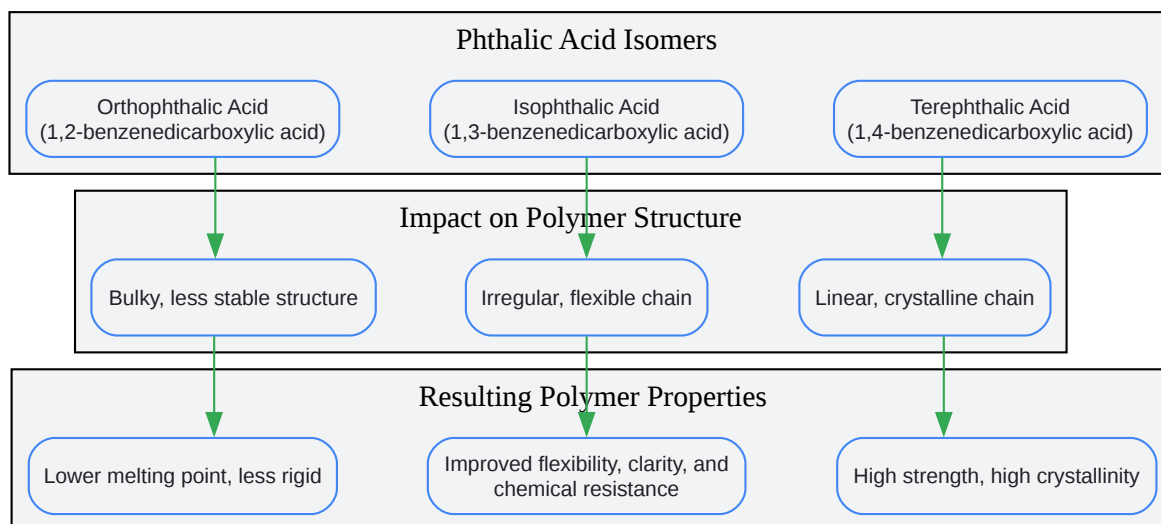 Phthalic Acid Isomers
Orthophthalic Acid
(1,2-benzenedicarboxylic acid)
Isophthalic Acid
(1,3-benzenedicarboxylic acid)
Terephthalic Acid
(1,4-benzenedicarboxylic acid)
Impact on Polymer Structure
Bulky, less stable structure
Irregular, flexible chain
Linear, crystalline chain
Resulting Polymer Properties
Lower melting point, less rigid
Improved flexibility, clarity, and
chemical resistance
High strength, high crystallinity